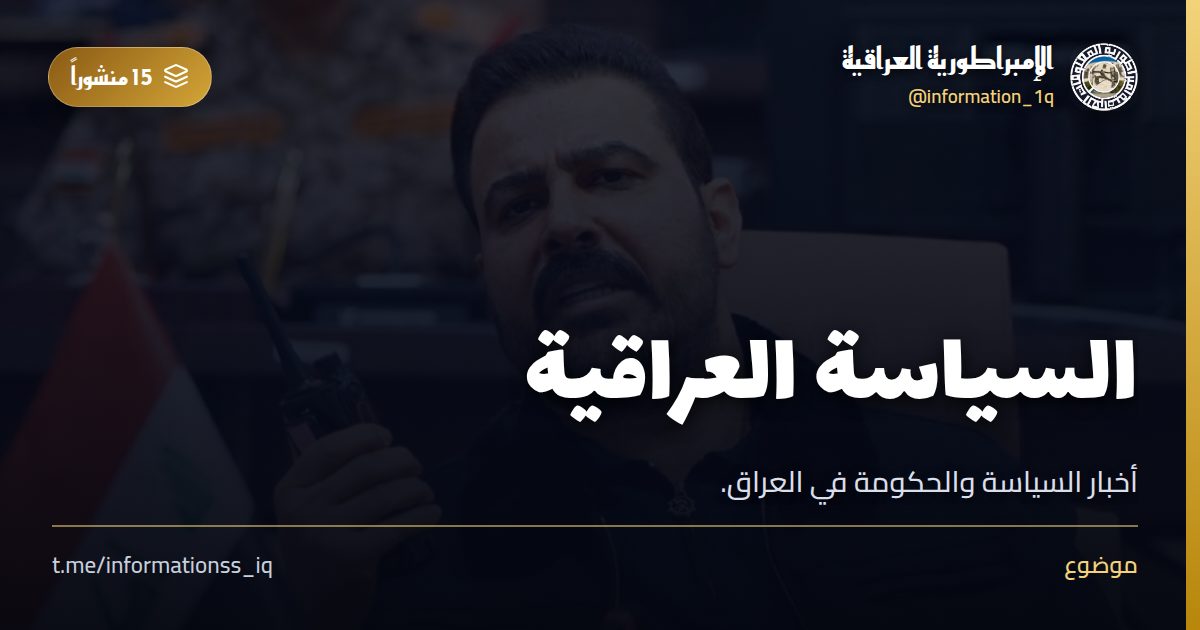 الإمبراطورية العراقية
@information_1q
15 منشوراً
السياسة العراقية
أخبار السياسة والحكومة في العراق.
موضوع
t.me/informationss_iq